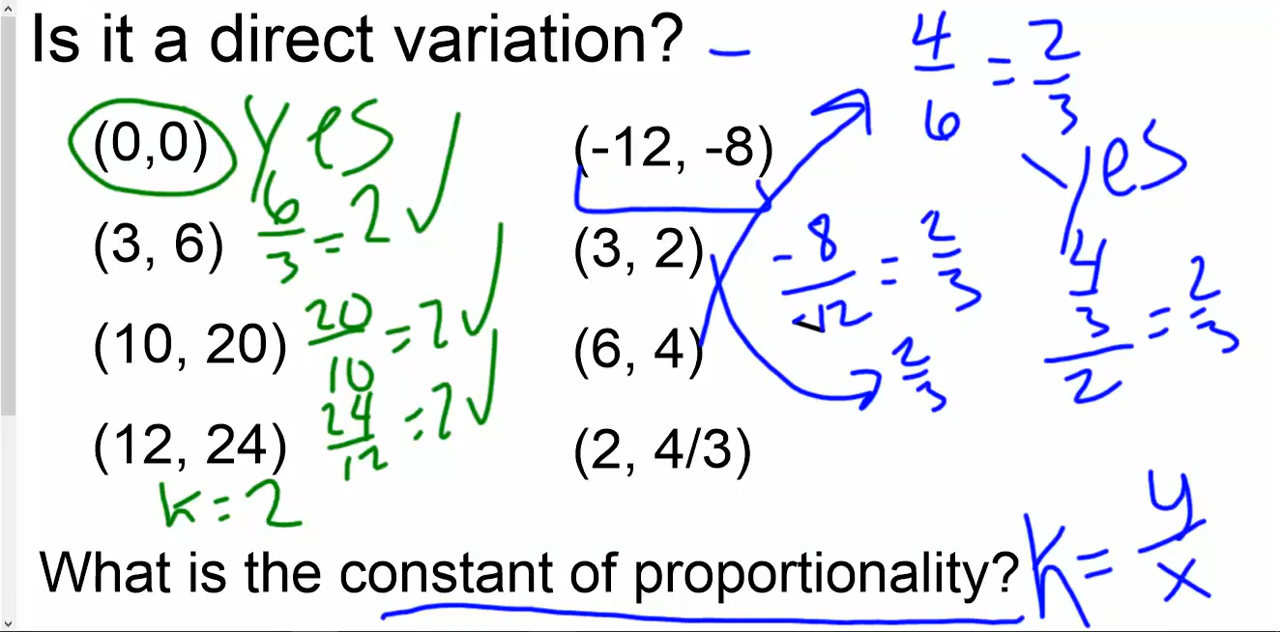 Is it a direct variation? –
4/6 = 2/3
(0,0) Yes
(-12, -8)
Yes
(3, 6) 6/3 = 2 ✓
(3, 2)
-8/-12 = 2/3
(10, 20) 20/10 = 2 ✓
(6, 4)
2/3
4/3/2 = 2/3
(12, 24) 24/12 = 2 ✓
(2, 4/3)
k = 2
What is the constant of proportionality? K = y/x